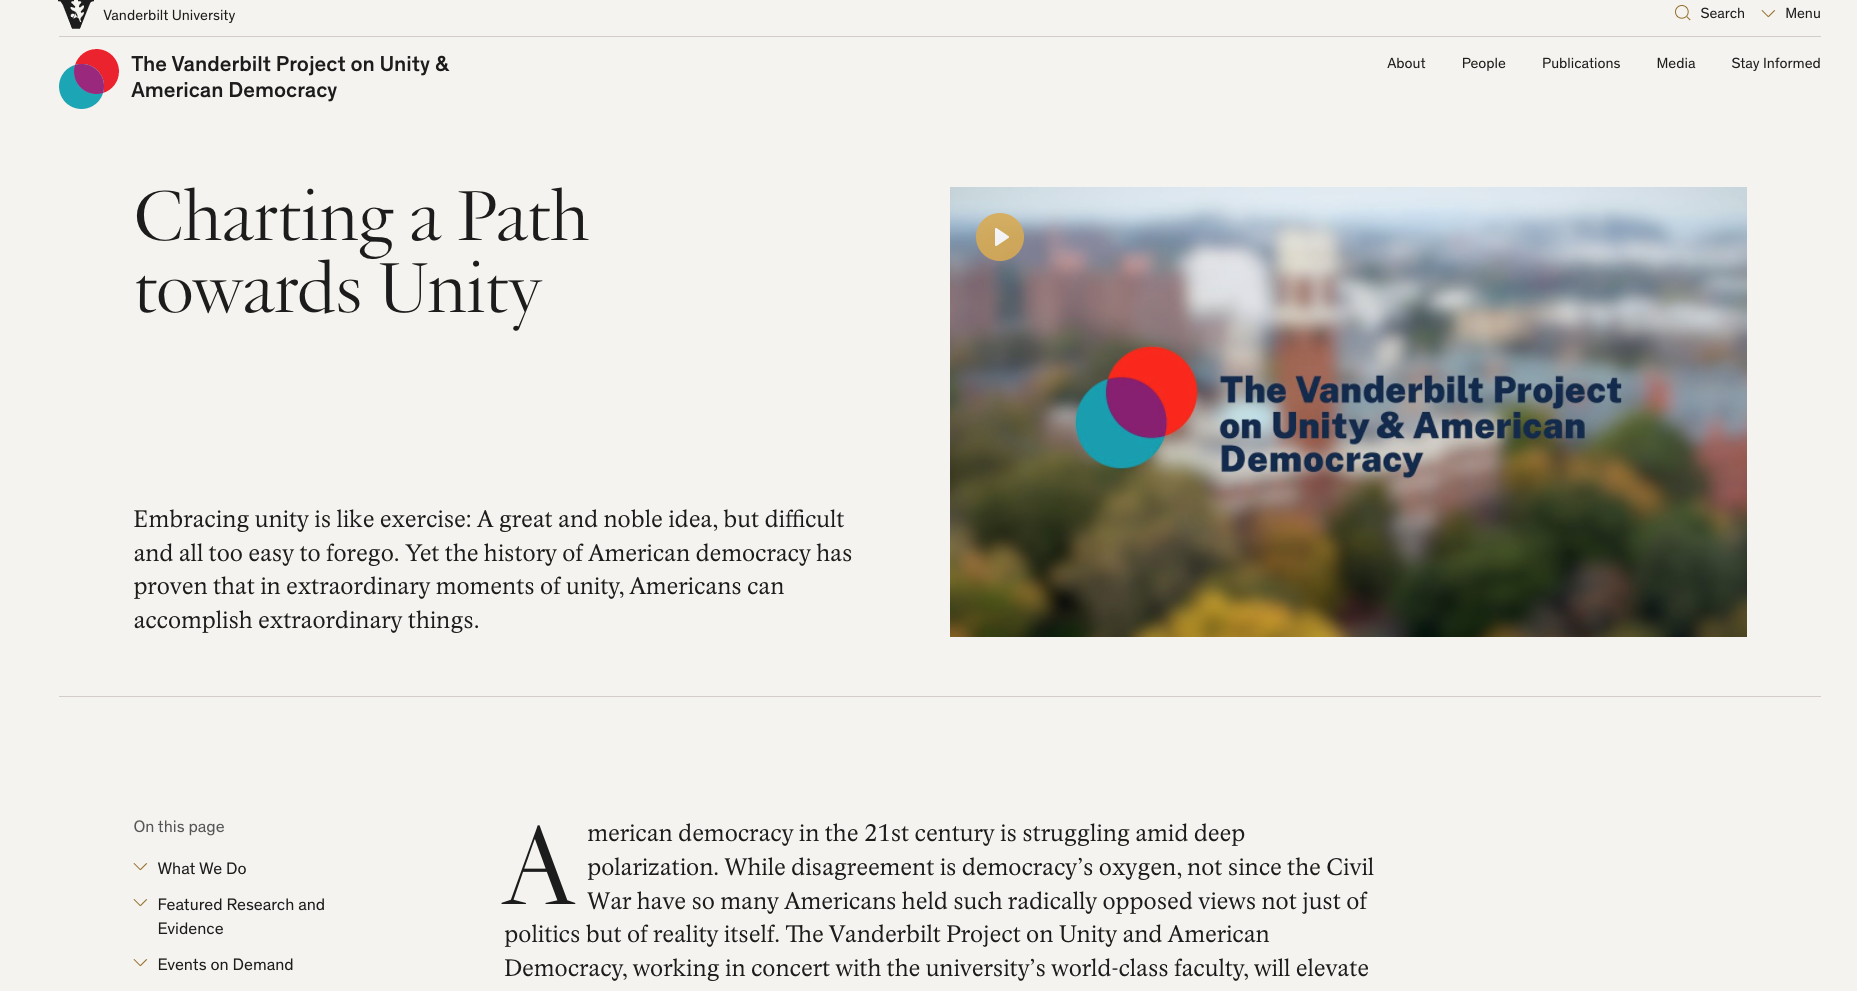 Vanderbilt University
Search
Menu
The Vanderbilt Project on Unity &
American Democracy
About
People
Publications
Media
Stay Informed
Charting a Path
towards Unity
Embracing unity is like exercise: A great and noble idea, but difficult
and all too easy to forego. Yet the history of American democracy has
proven that in extraordinary moments of unity, Americans can
accomplish extraordinary things.
The Vanderbilt Project
on Unity & American
Democracy
On this page
What We Do
Featured Research and
Evidence
Events on Demand
American democracy in the 21st century is struggling amid deep
polarization. While disagreement is democracy’s oxygen, not since the Civil
War have so many Americans held such radically opposed views not just of
politics but of reality itself. The Vanderbilt Project on Unity and American
Democracy, working in concert with the university’s world-class faculty, will elevate